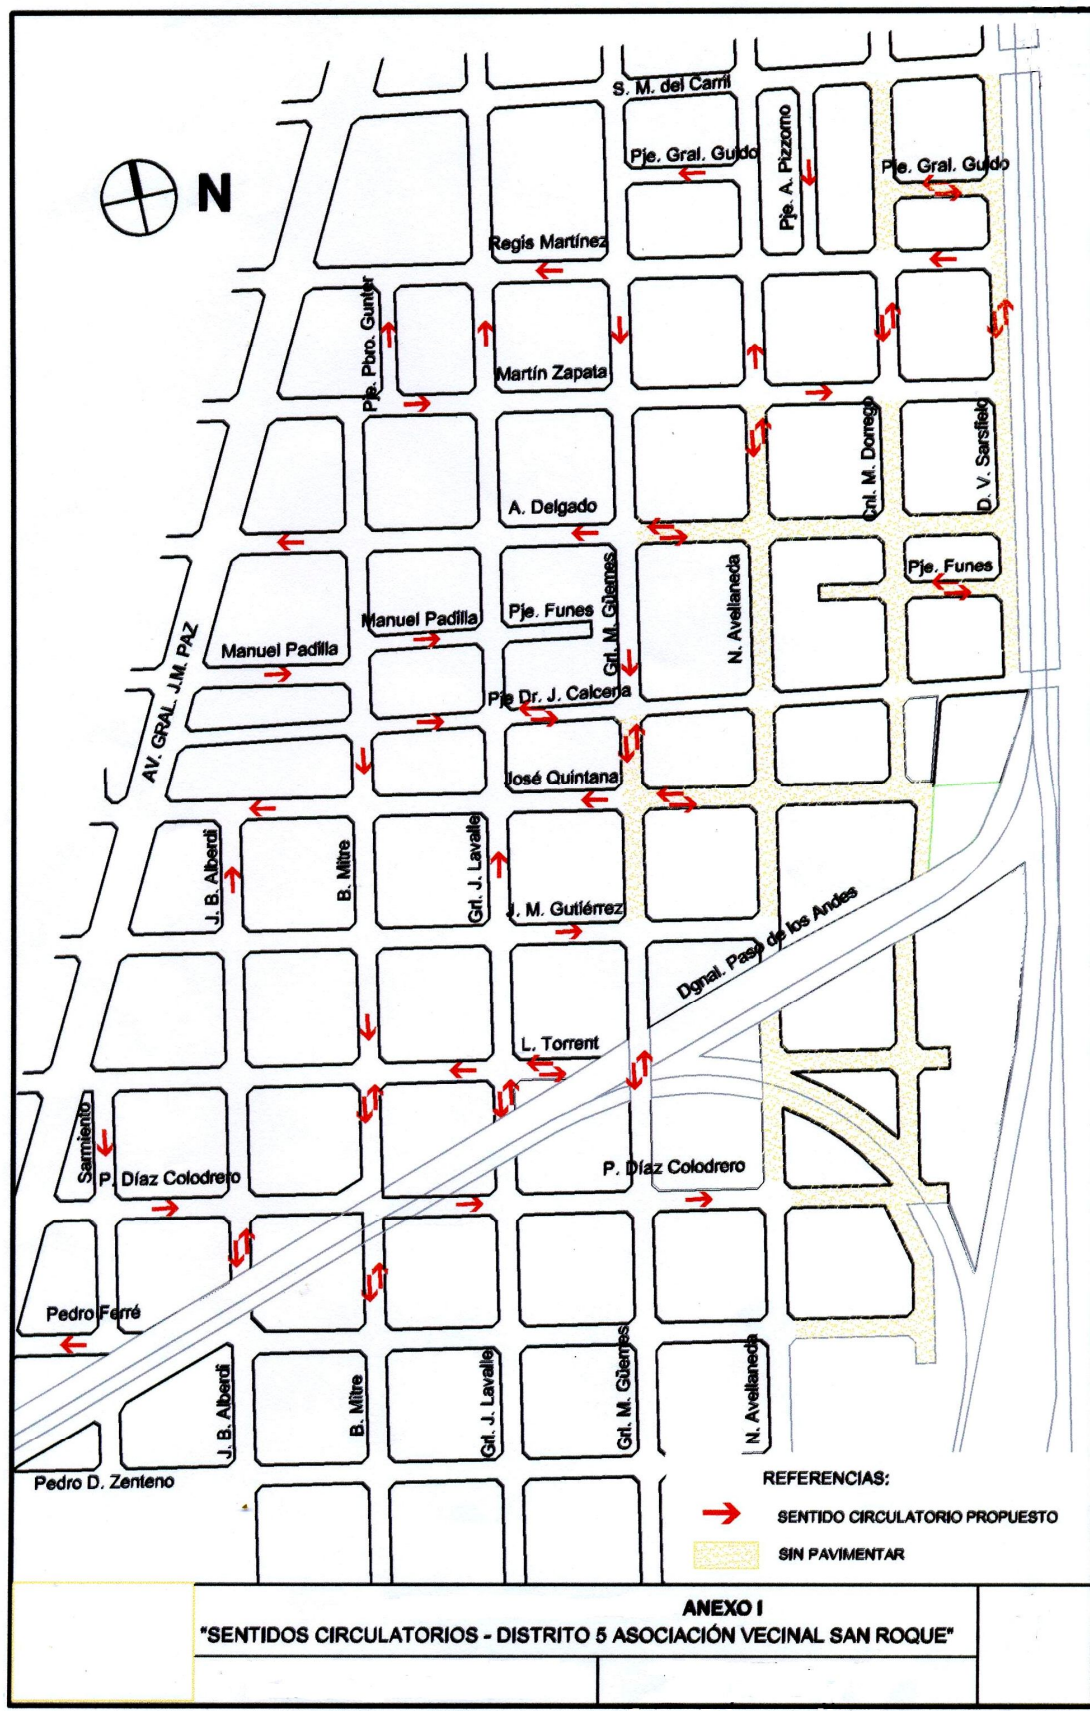 S. M. del Carril
Pje. Gral. Guido
Pje. A. Pizzorno
Pje. Gral. Guido
N
Regis Martínez
Pje. Pbro. Gunter
Martín Zapata
A. Delgado
Cnl. M. Dorrego
D. V. Sarsfield
Pje. Funes
Manuel Padilla
Pje. Funes
Grl. M. Güemes
N. Avellaneda
Manuel Padilla
AV. GRAL. J.M. PAZ
Pje Dr. J. Calcena
José Quintana
J. B. Alberdi
B. Mitre
Grl. J. Lavalle
J. M. Gutiérrez
Dgnal. Paso de los Andes
L. Torrent
Sarmiento
P. Díaz Colodrero
P. Díaz Colodrero
Pedro Ferré
J. B. Alberdi
B. Mitre
Grl. J. Lavalle
Grl. M. Güemes
N. Avellaneda
Pedro D. Zenteno
REFERENCIAS:
SENTIDO CIRCULATORIO PROPUESTO
SIN PAVIMENTAR
ANEXO I
"SENTIDOS CIRCULATORIOS - DISTRITO 5 ASOCIACIÓN VECINAL SAN ROQUE"